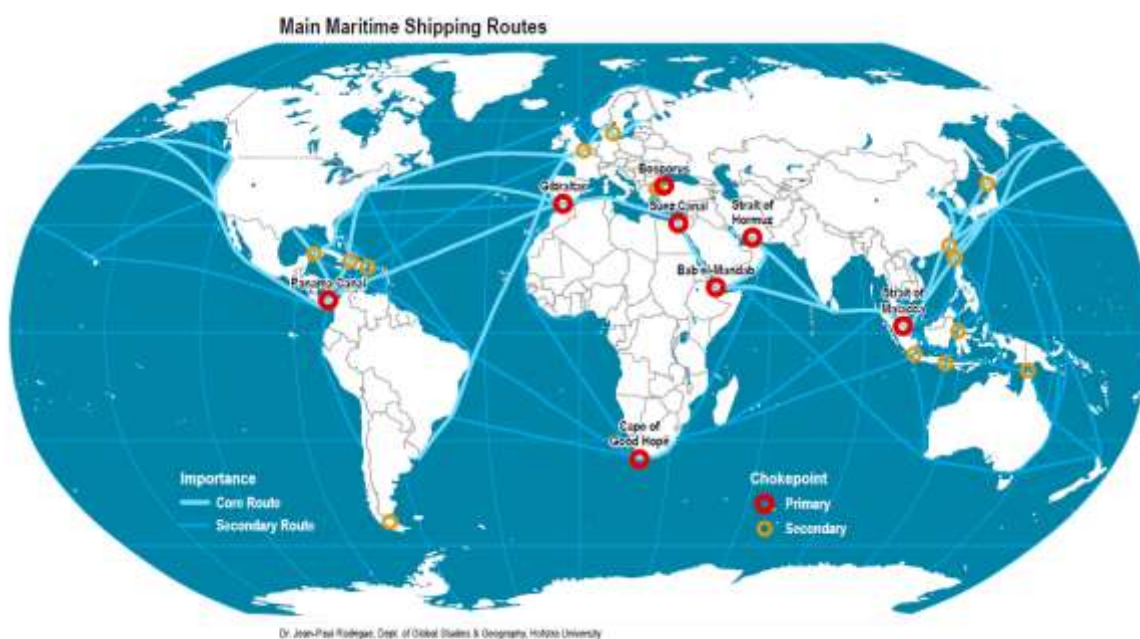 Main Maritime Shipping Routes
Bosporus
Gibraltar
Suez Canal
Strait of
Hormuz
Bab el-Mandab
Panama Canal
Strait of
Malacca
Cape of
Good Hope
Importance
Core Route
Secondary Route
Chokepoint
Primary
Secondary
Dr. Jean-Paul Rodrigue, Dept. of Global Studies & Geography, Hofstra University